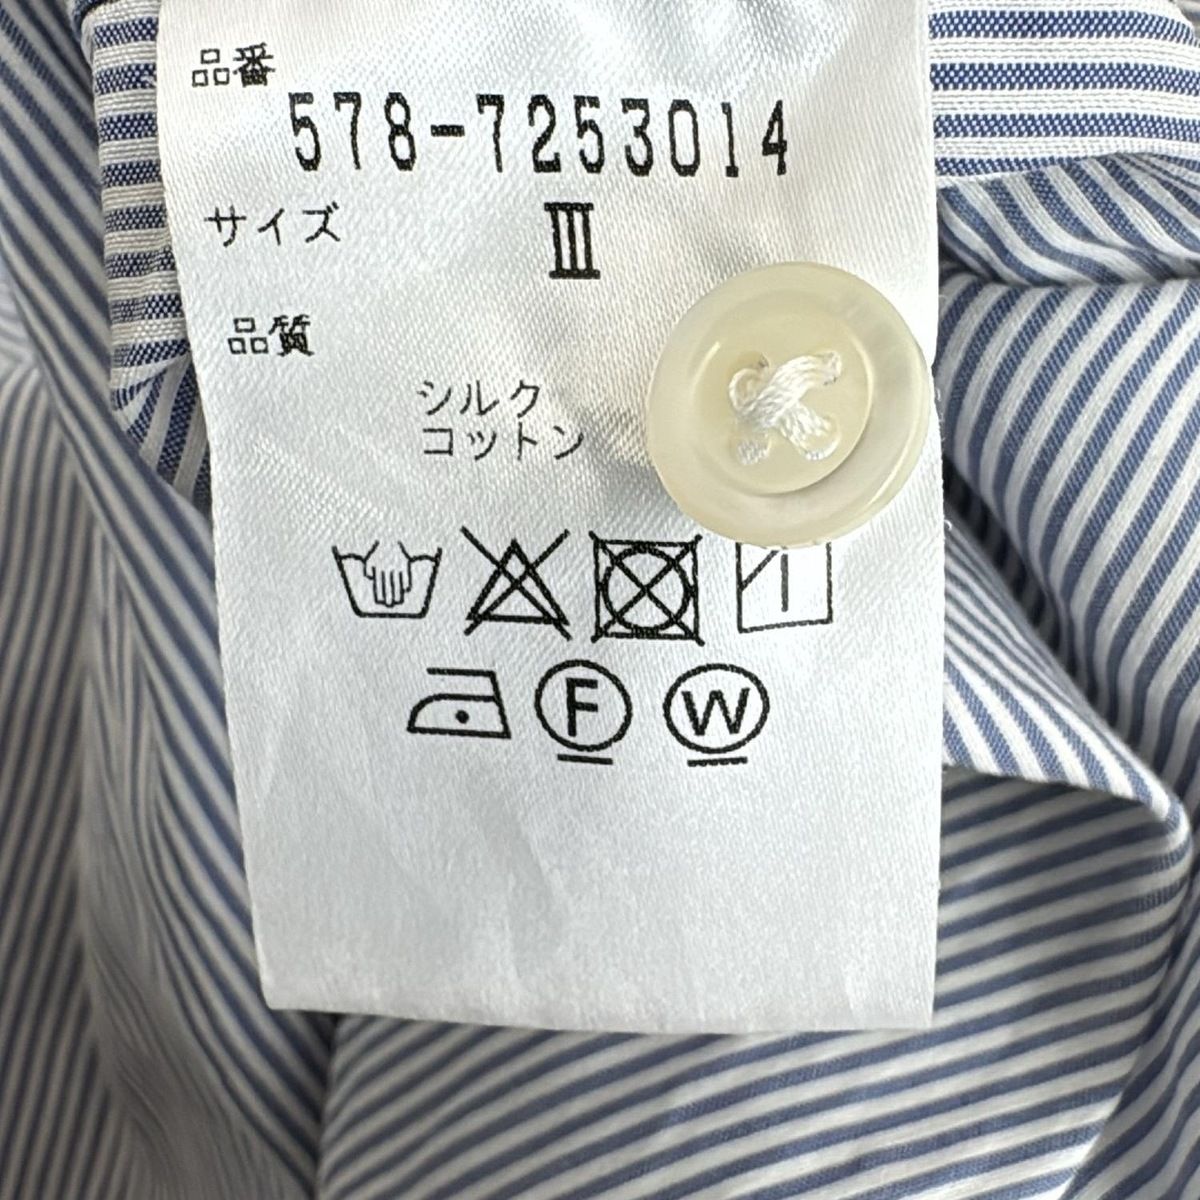 品番
578-7253014
サイズ
III
品質
シルク
コットン
F W